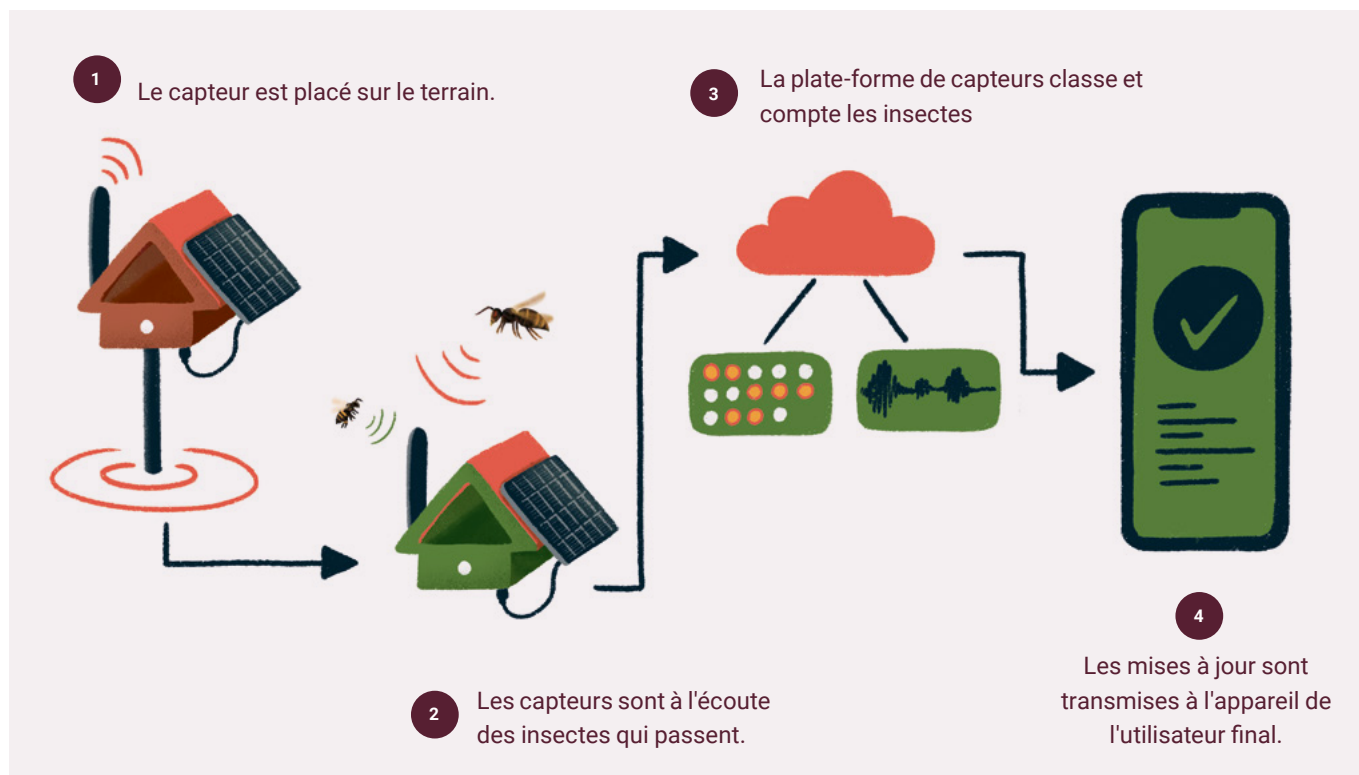 1
Le capteur est placé sur le terrain.
2
Les capteurs sont à l'écoute
des insectes qui passent.
3
La plate-forme de capteurs classe et
compte les insectes
4
Les mises à jour sont
transmises à l'appareil de
l'utilisateur final.